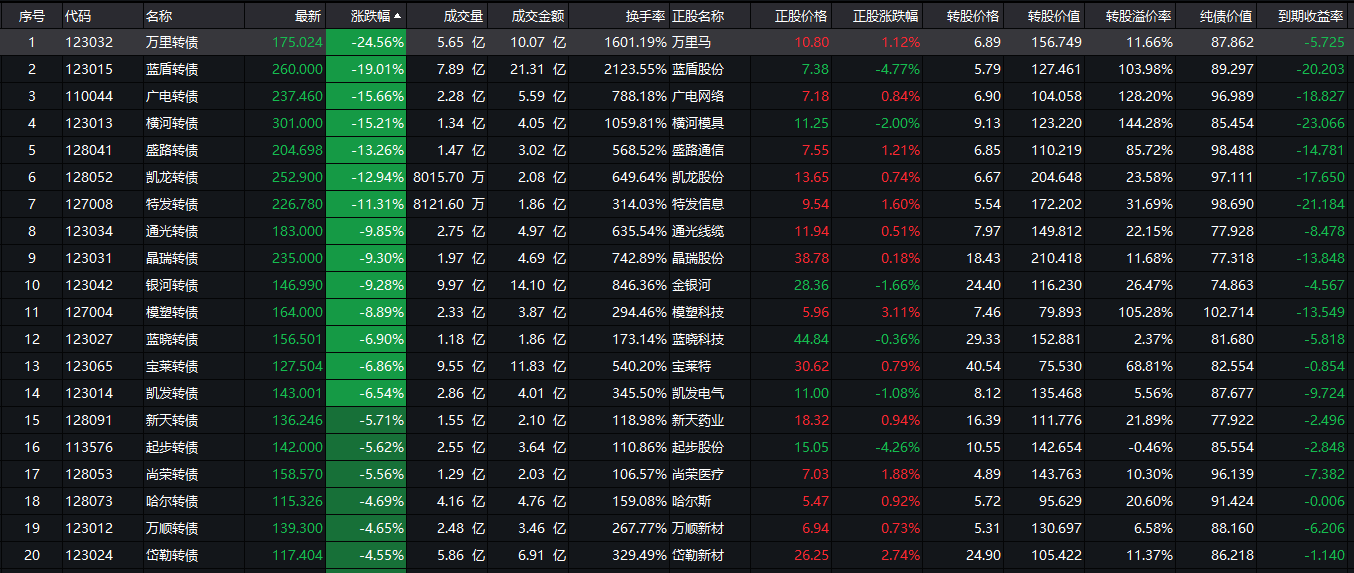 序号 代码 名称 最新 涨跌幅▲ 成交量 成交金额 换手率 正股名称 正股价格 正股涨跌幅 转股价格 转股价值 转股溢价率 纯债价值 到期收益率
1 123032 万里转债 175.024 -24.56% 5.65 亿 10.07 亿 1601.19% 万里马 10.80 1.12% 6.89 156.749 11.66% 87.862 -5.725
2 123015 蓝盾转债 260.000 -19.01% 7.89 亿 21.31 亿 2123.55% 蓝盾股份 7.38 -4.77% 5.79 127.461 103.98% 89.297 -20.203
3 110044 广电转债 237.460 -15.66% 2.28 亿 5.59 亿 788.18% 广电网络 7.18 0.84% 6.90 104.058 128.20% 96.989 -18.827
4 123013 横河转债 301.000 -15.21% 1.34 亿 4.05 亿 1059.81% 横河模具 11.25 -2.00% 9.13 123.220 144.28% 85.454 -23.066
5 128041 盛路转债 204.698 -13.26% 1.47 亿 3.02 亿 568.52% 盛路通信 7.55 1.21% 6.85 110.219 85.72% 98.488 -14.781
6 128052 凯龙转债 252.900 -12.94% 8015.70 万 2.08 亿 649.64% 凯龙股份 13.65 0.74% 6.67 204.648 23.58% 97.111 -17.650
7 127008 特发转债 226.780 -11.31% 8121.60 万 1.86 亿 314.03% 特发信息 9.54 1.60% 5.54 172.202 31.69% 98.690 -21.184
8 123034 通光转债 183.000 -9.85% 2.75 亿 4.97 亿 635.54% 通光线缆 11.94 0.51% 7.97 149.812 22.15% 77.928 -8.478
9 123031 晶瑞转债 235.000 -9.30% 1.97 亿 4.69 亿 742.89% 晶瑞股份 38.78 0.18% 18.43 210.418 11.68% 77.318 -13.848
10 123042 银河转债 146.990 -9.28% 9.97 亿 14.10 亿 846.36% 金银河 28.36 -1.66% 24.40 116.230 26.47% 74.863 -4.567
11 127004 模塑转债 164.000 -8.89% 2.33 亿 3.87 亿 294.46% 模塑科技 5.96 3.11% 7.46 79.893 105.28% 102.714 -13.549
12 123027 蓝晓转债 156.501 -6.90% 1.18 亿 1.86 亿 173.13% 蓝晓科技 44.84 -0.36% 29.33 152.881 2.37% 81.680 -5.818
13 123065 宝莱转债 127.504 -6.86% 9.55 亿 11.83 亿 540.20% 宝莱特 30.62 0.79% 40.54 75.530 68.81% 82.554 -0.854
14 123014 凯发转债 143.001 -6.54% 2.86 亿 4.01 亿 345.50% 凯发电气 11.00 -1.08% 8.12 135.468 5.56% 87.677 -9.724
15 128091 新天转债 136.246 -5.71% 1.55 亿 2.10 亿 118.98% 新天药业 18.32 0.94% 16.39 111.776 21.89% 77.922 -2.496
16 113576 起步转债 142.000 -5.62% 2.55 亿 3.64 亿 110.86% 起步股份 15.05 -4.26% 10.55 142.654 -0.46% 85.554 -2.848
17 128053 尚荣转债 158.570 -5.56% 1.29 亿 2.03 亿 106.57% 尚荣医疗 7.03 1.88% 4.89 143.763 10.30% 96.139 -7.382
18 128073 哈尔转债 115.326 -4.69% 4.16 亿 4.76 亿 159.08% 哈尔斯 5.47 0.92% 5.72 95.629 20.60% 91.424 -0.006
19 123012 万顺转债 139.300 -4.65% 2.48 亿 3.46 亿 267.77% 万顺新材 6.94 0.73% 5.31 130.697 6.58% 88.160 -6.206
20 123024 岱勒转债 117.404 -4.55% 5.86 亿 6.91 亿 329.49% 岱勒新材 26.25 2.74% 24.90 105.422 11.37% 86.218 -1.140